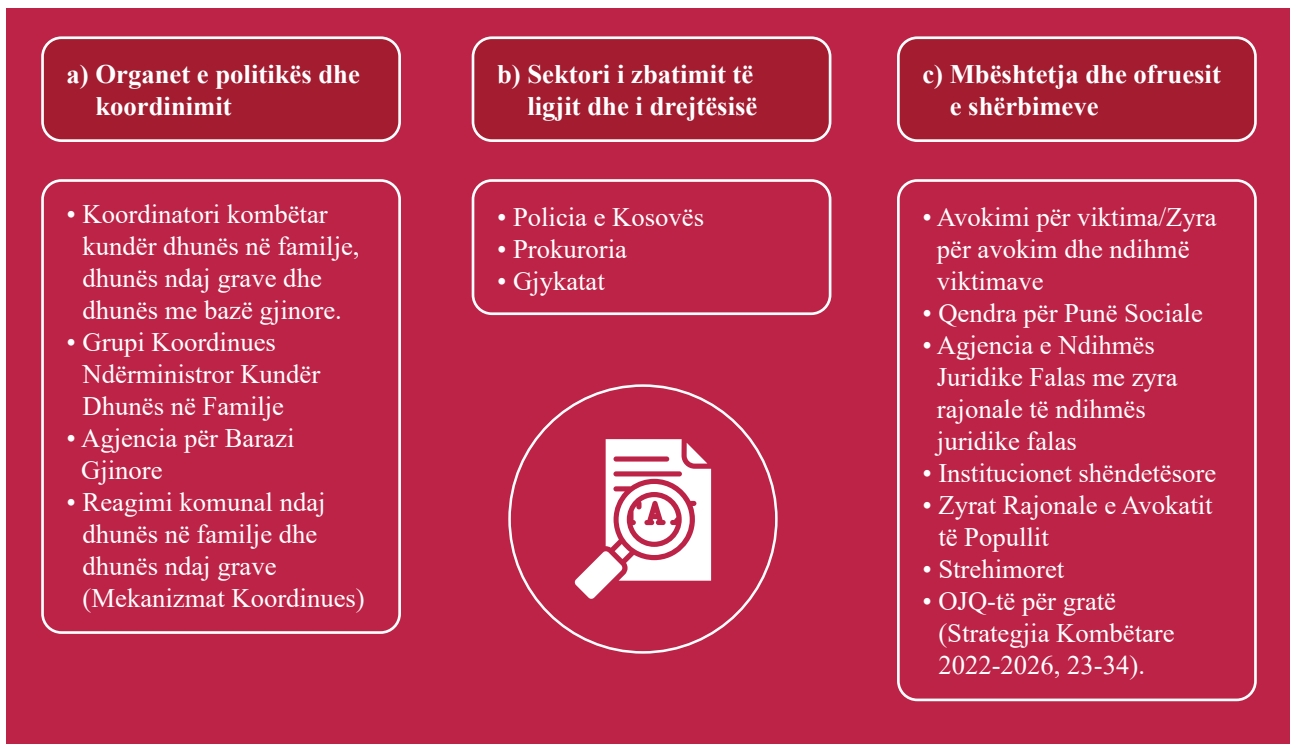 a) Organet e politikës dhe
koordinimit
• Koordinatori kombëtar
kundër dhunës në familje,
dhunës ndaj grave dhe
dhunës me bazë gjinore.
• Grupi Koordinues
Ndërministror Kundër
Dhunës në Familje
• Agjencia për Barazi
Gjinore
• Reagimi komunal ndaj
dhunës në familje dhe
dhunës ndaj grave
(Mekanizmat Koordinues)
b) Sektori i zbatimit të
ligjit dhe i drejtësisë
• Policia e Kosovës
• Prokuroria
• Gjykatat
A
c) Mbështetja dhe ofruesit
e shërbimeve
• Avokimi për viktima/Zyra
për avokim dhe ndihmë
viktimave
• Qendra për Punë Sociale
• Agjencia e Ndihmës
Juridike Falas me zyra
rajonale të ndihmës
juridike falas
• Institucionet shëndetësore
• Zyrat Rajonale e Avokatit
të Popullit
• Strehimoret
• OJQ-të për gratë
(Strategjia Kombëtare
2022-2026, 23-34).